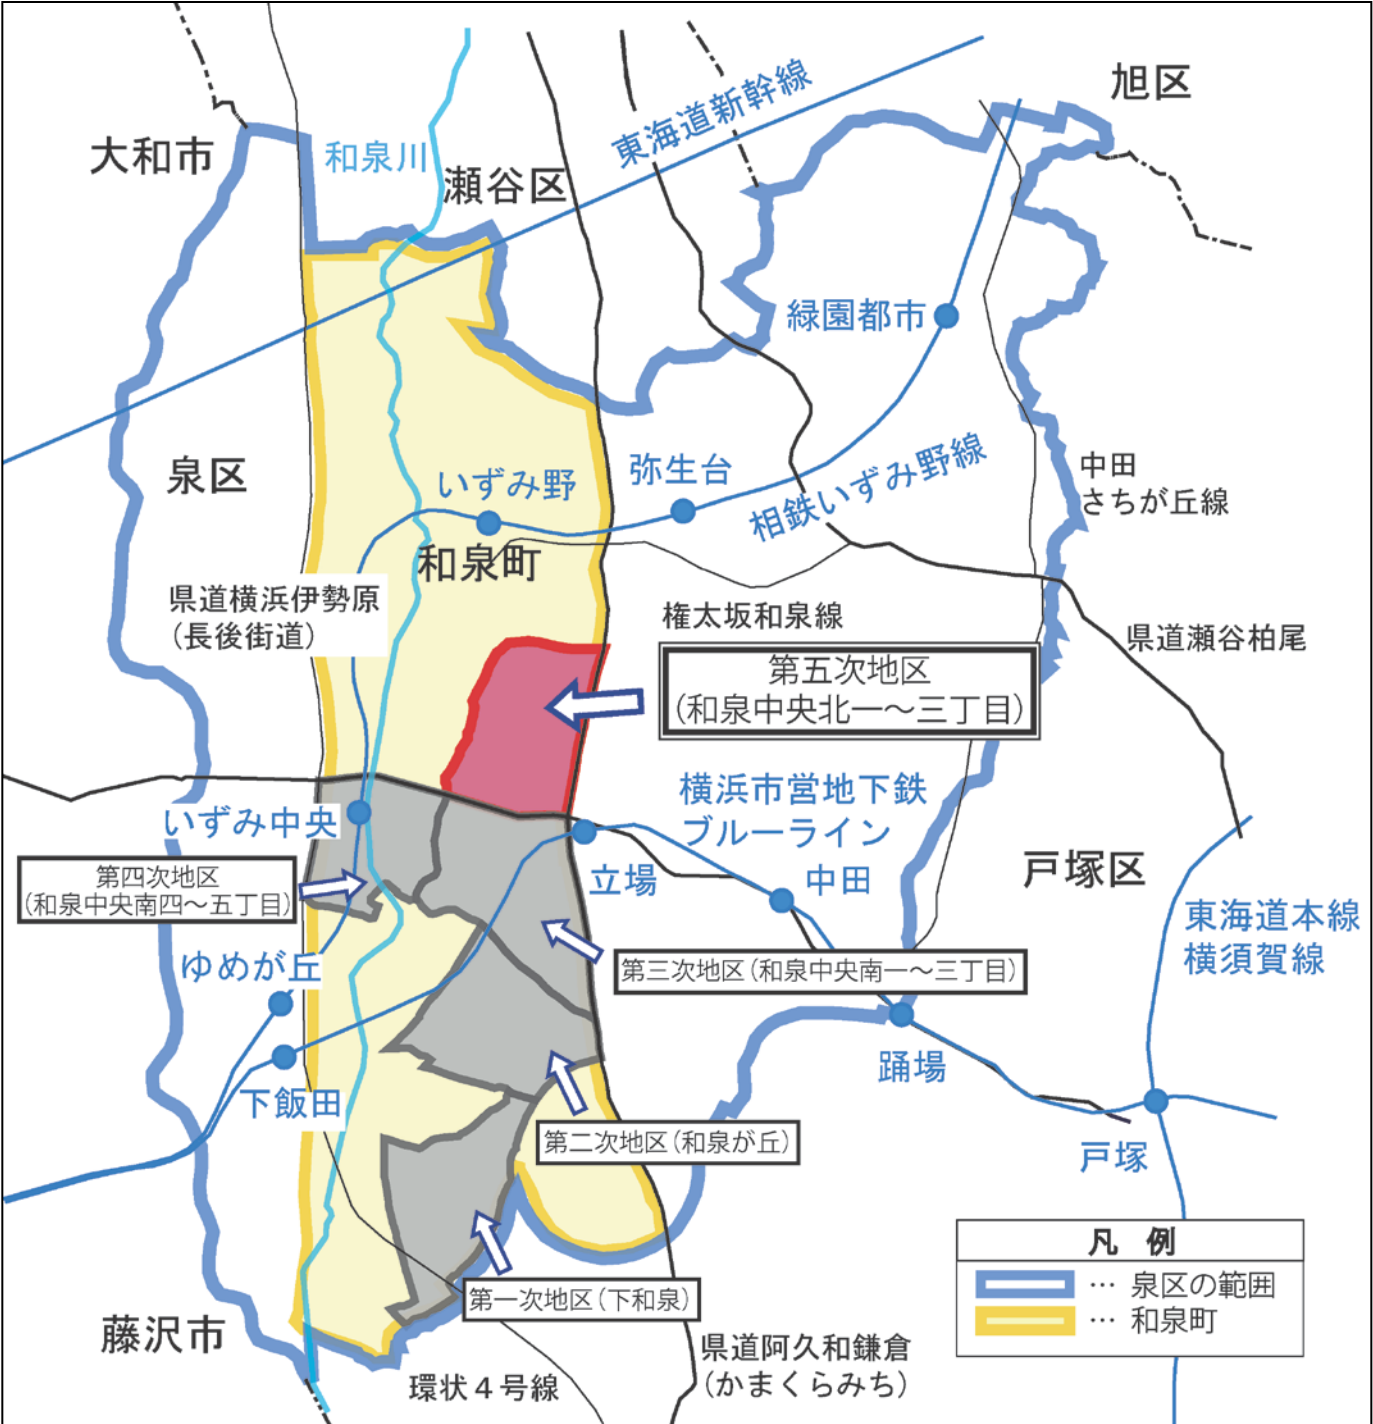 旭区
東海道新幹線
大和市
和泉川
瀬谷区
緑園都市
泉区
いずみ野
弥生台
相鉄いずみ野線
中田
さちが丘線
和泉町
県道横浜伊勢原
(長後街道)
権太坂和泉線
県道瀬谷柏尾
第五次地区
(和泉中央北一～三丁目)
横浜市営地下鉄
ブルーライン
いずみ中央
立場
中田
戸塚区
第四次地区
(和泉中央南四～五丁目)
東海道本線
横須賀線
ゆめが丘
第三次地区(和泉中央南一～三丁目)
踊場
下飯田
第二次地区(和泉が丘)
戸塚
凡 例
… 泉区の範囲
… 和泉町
第一次地区(下和泉)
藤沢市
環状4号線
県道阿久和鎌倉
(かまくらみち)